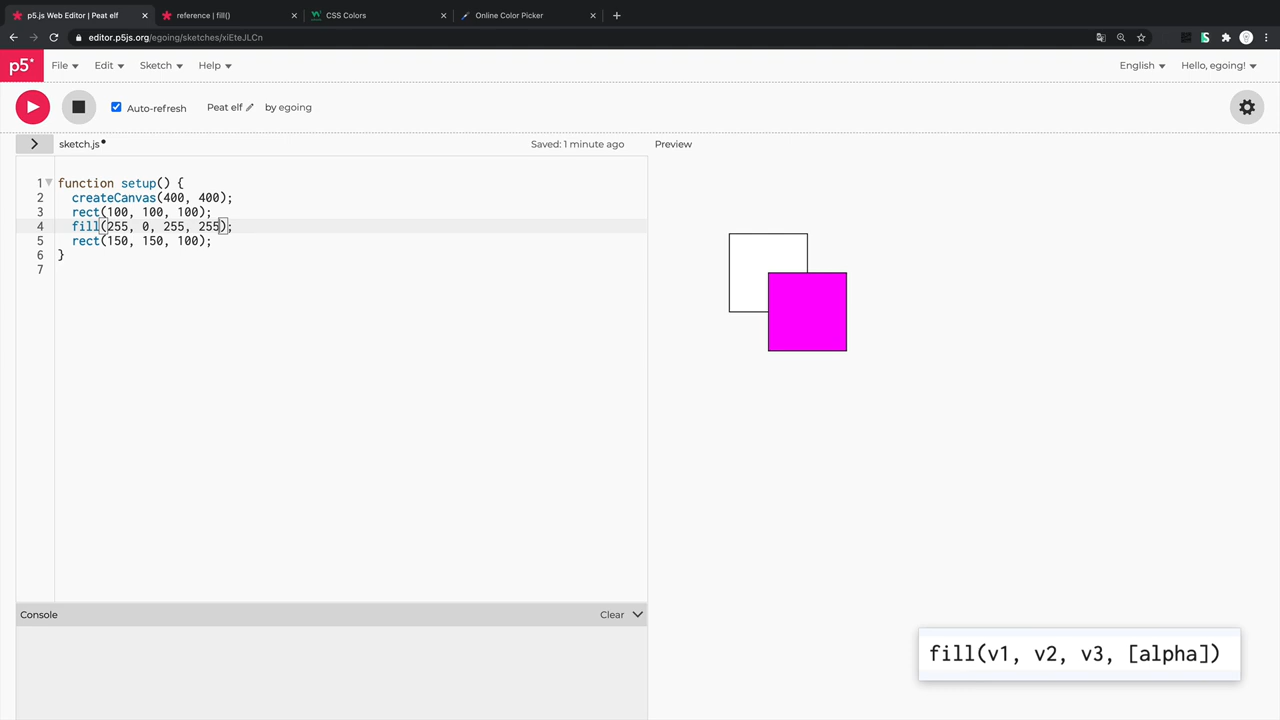 p5.js Web Editor | Peat elf
reference | fill()
CSS Colors
Online Color Picker
editor.p5js.org/egoing/sketches/xiEteJLCn
p5*
File
Edit
Sketch
Help
English
Hello, egoing!
Auto-refresh
Peat elf
by egoing
sketch.js
Saved: 1 minute ago
Preview
1 function setup() {
2 createCanvas(400, 400);
3 rect(100, 100, 100);
4 fill(255, 0, 255, 255);
5 rect(150, 150, 100);
6 }
7
Console
Clear
fill(v1, v2, v3, [alpha])